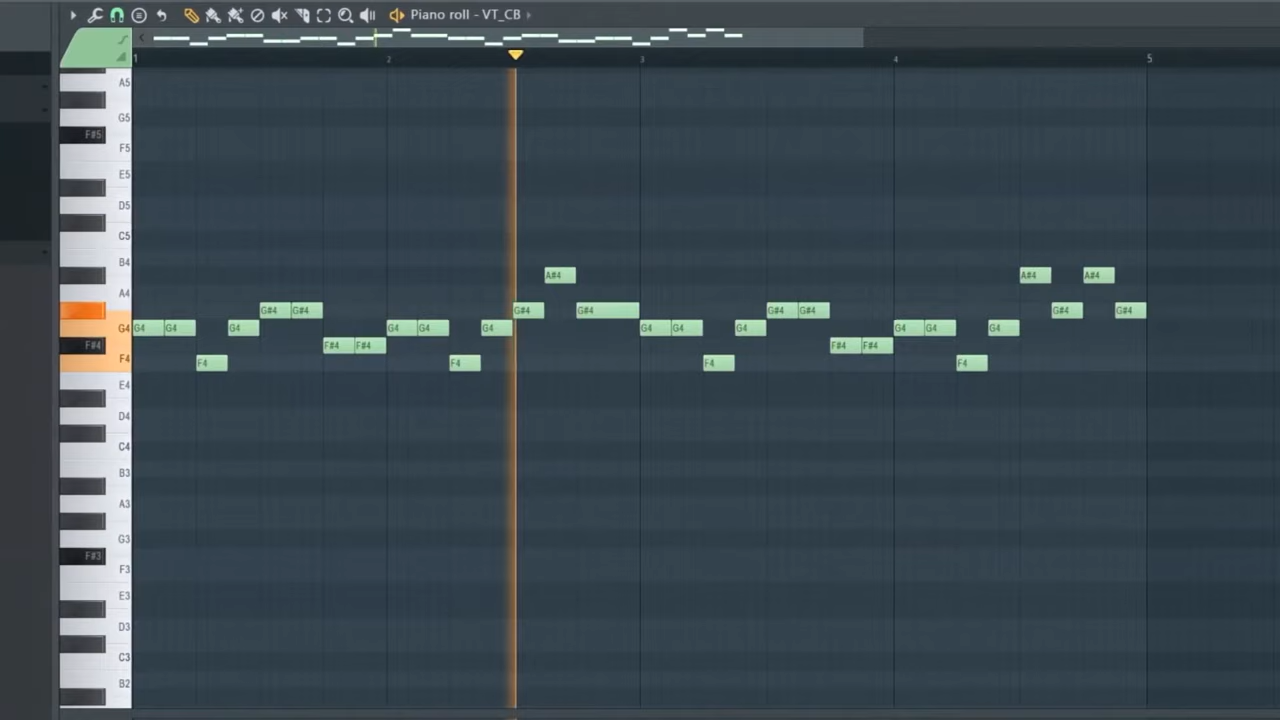 Piano roll - VT_CB
1 2 3 4 5
A5
G5
F#5
F5
E5
D5
C5
B4
A#4 A#4 A#4
A4
G#4 G#4 G#4 A#4 G#4 G#4 G#4 G#4 G#4
G4 G4 G4 G4 G4 G4 G4 G4 G4 G4 G4 G4 G4
F#4 F#4 F#4 F#4 F#4
F4 F4 F4 F4 F4
E4
D4
C4
B3
A3
G3
F#3
F3
E3
D3
C3
B2